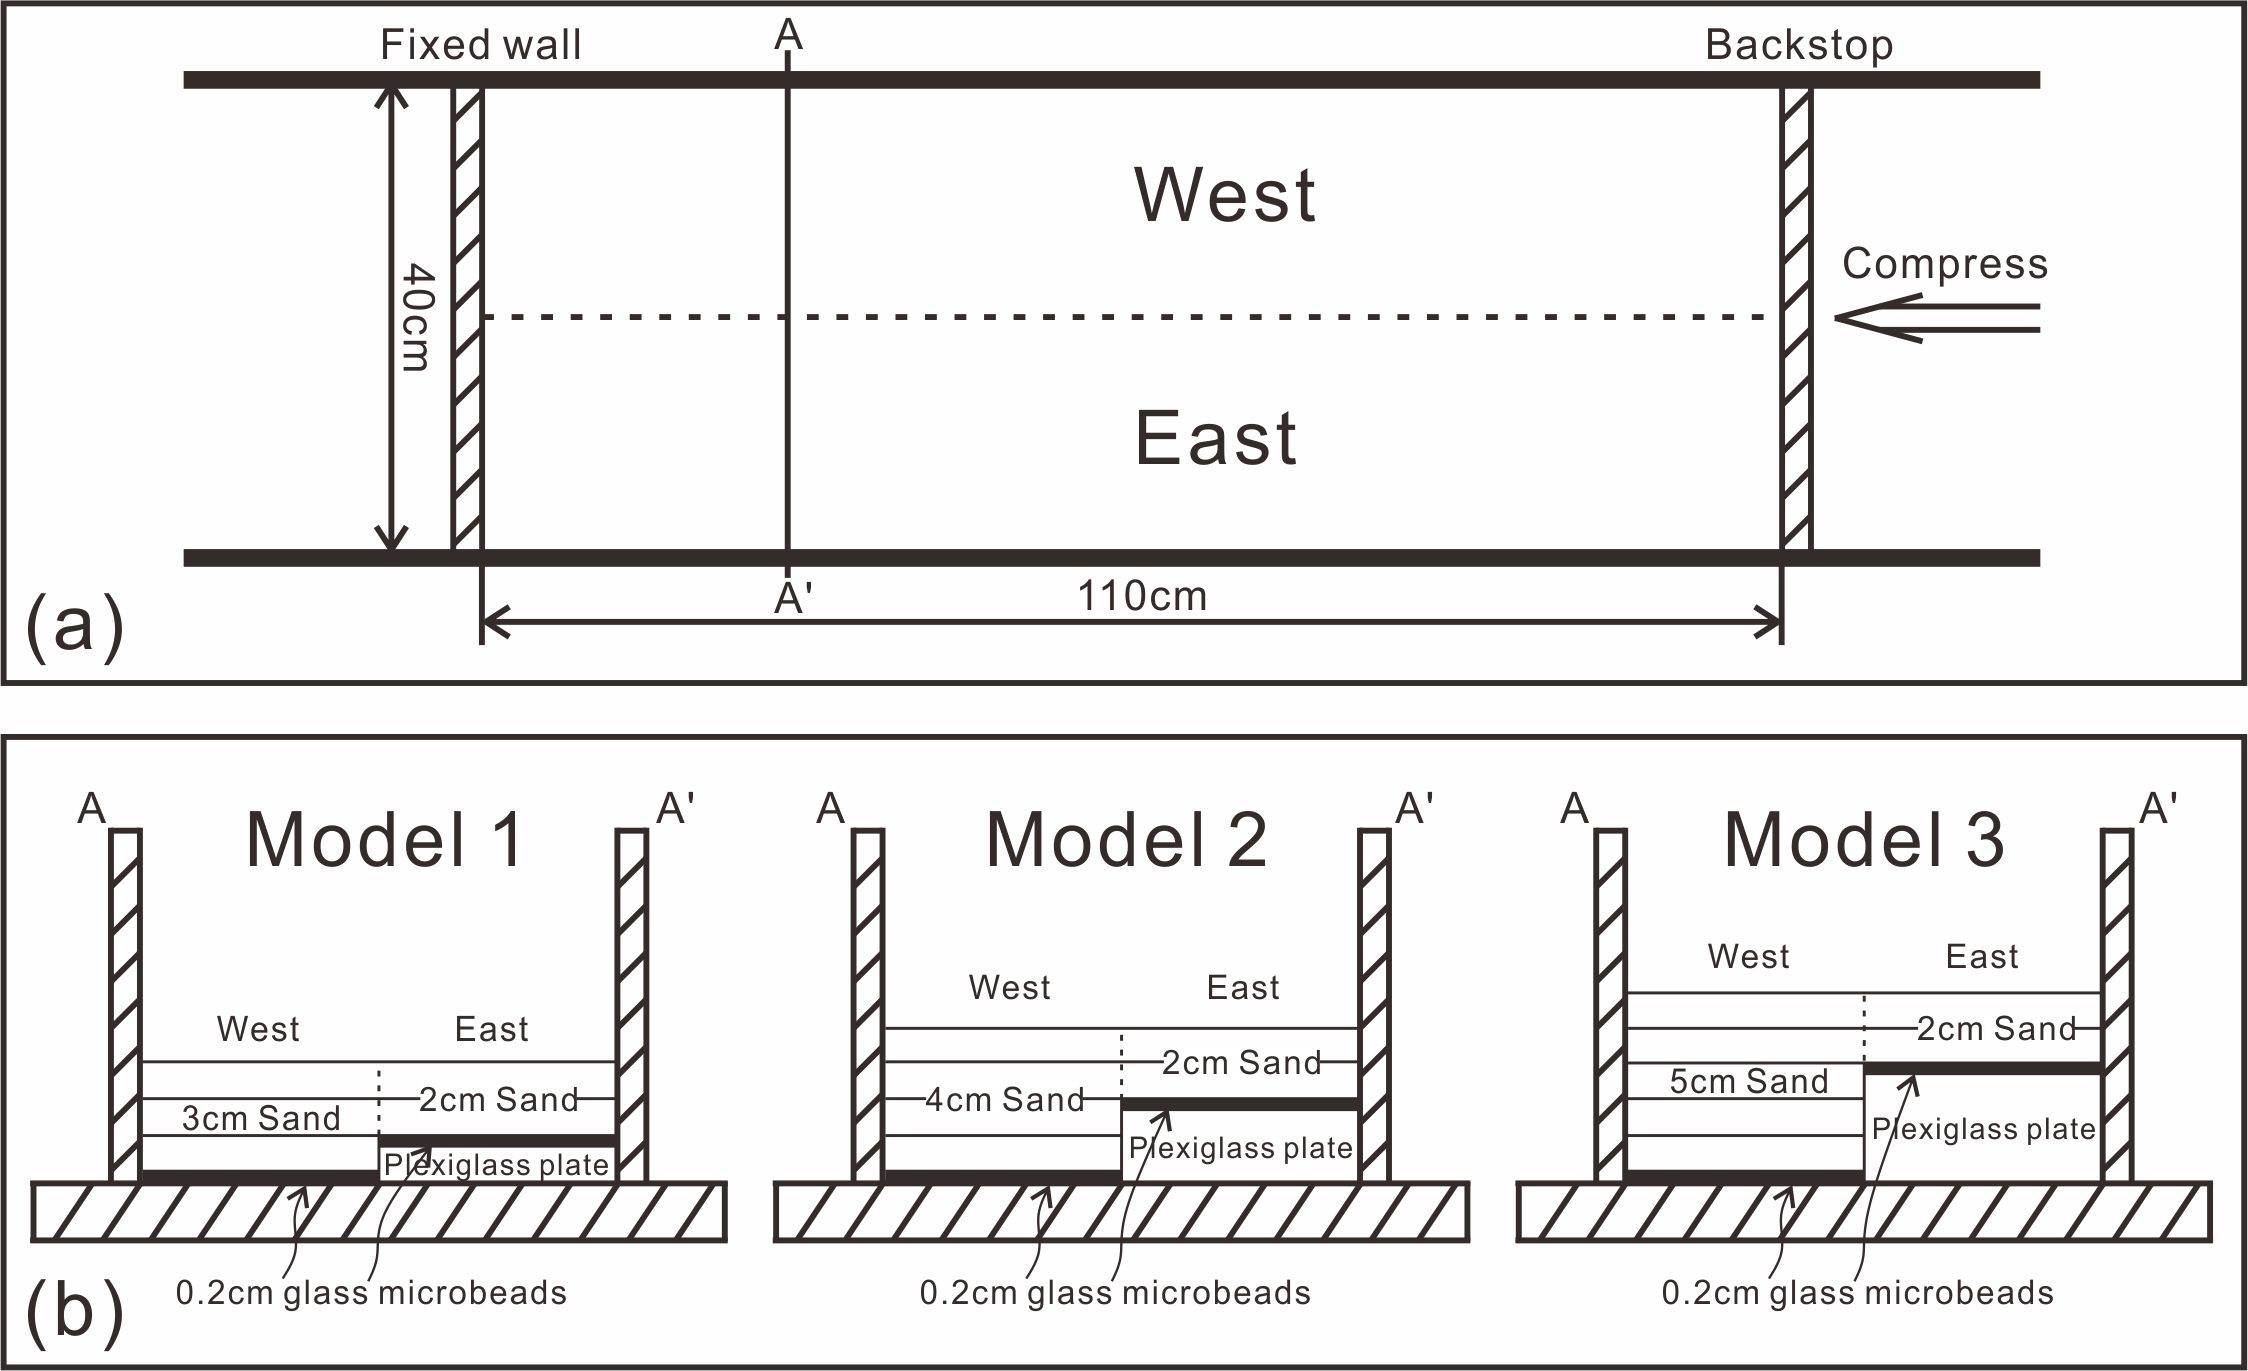 Fixed wall
A
Backstop
West
Compress
40cm
East
A'
110cm
(a)
A
Model 1
A'
West
East
3cm Sand
2cm Sand
Plexiglass plate
0.2cm glass microbeads
A
Model 2
A'
West
East
4cm Sand
2cm Sand
Plexiglass plate
0.2cm glass microbeads
A
Model 3
A'
West
East
5cm Sand
2cm Sand
Plexiglass plate
0.2cm glass microbeads
(b)